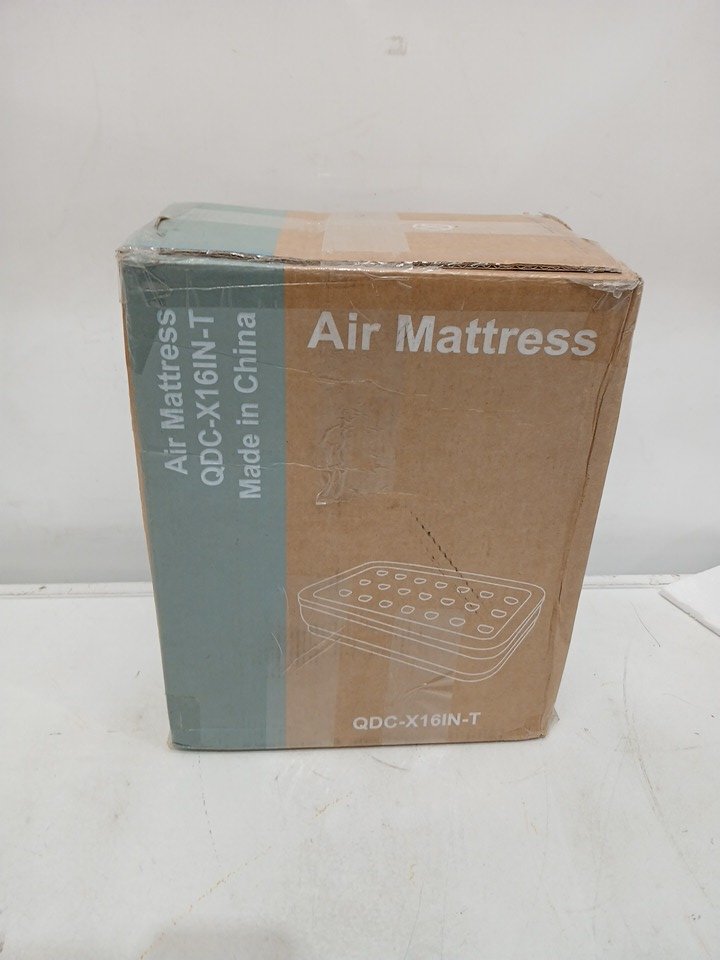 Air Mattress
QDC-X16IN-T
Made in China
Air Mattress
QDC-X16IN-T